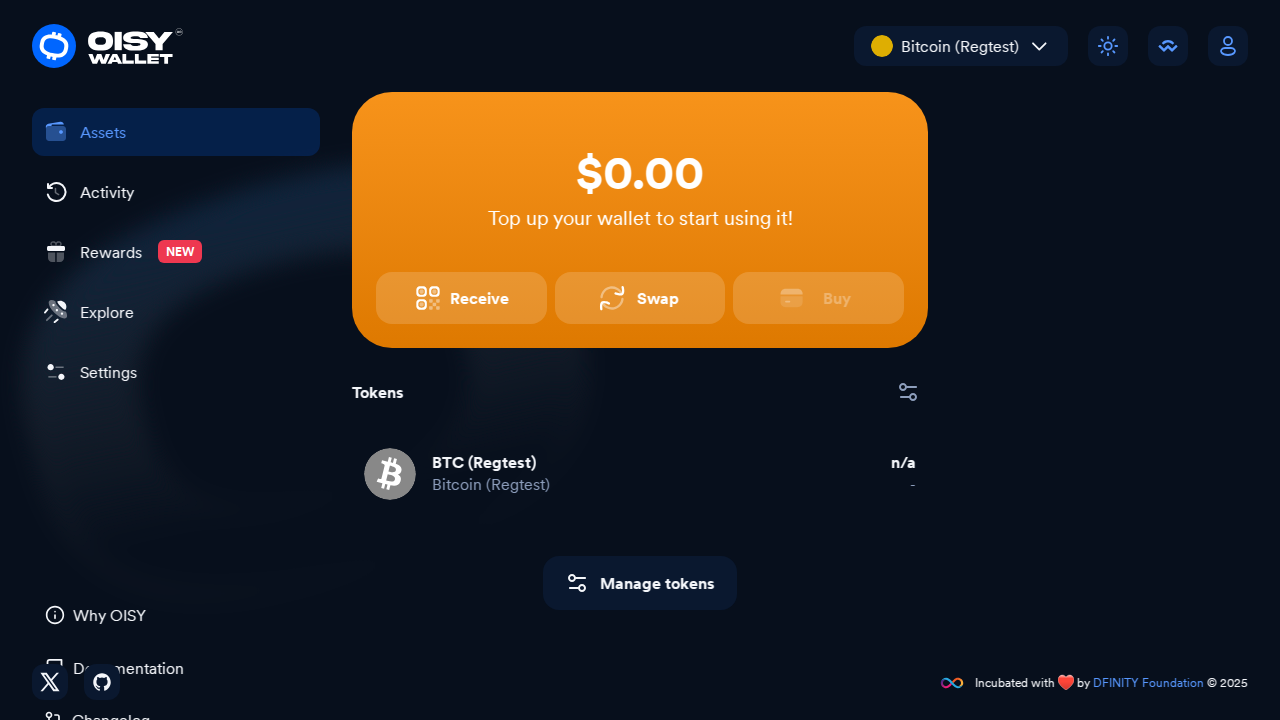 OISY
WALLET
Bitcoin (Regtest)
Assets
Activity
Rewards NEW
Explore
Settings
$0.00
Top up your wallet to start using it!
Receive
Swap
Buy
Tokens
BTC (Regtest) n/a
Bitcoin (Regtest) -
Manage tokens
Why OISY
Documentation
Changelog
Incubated with ❤️ by DFINITY Foundation © 2025